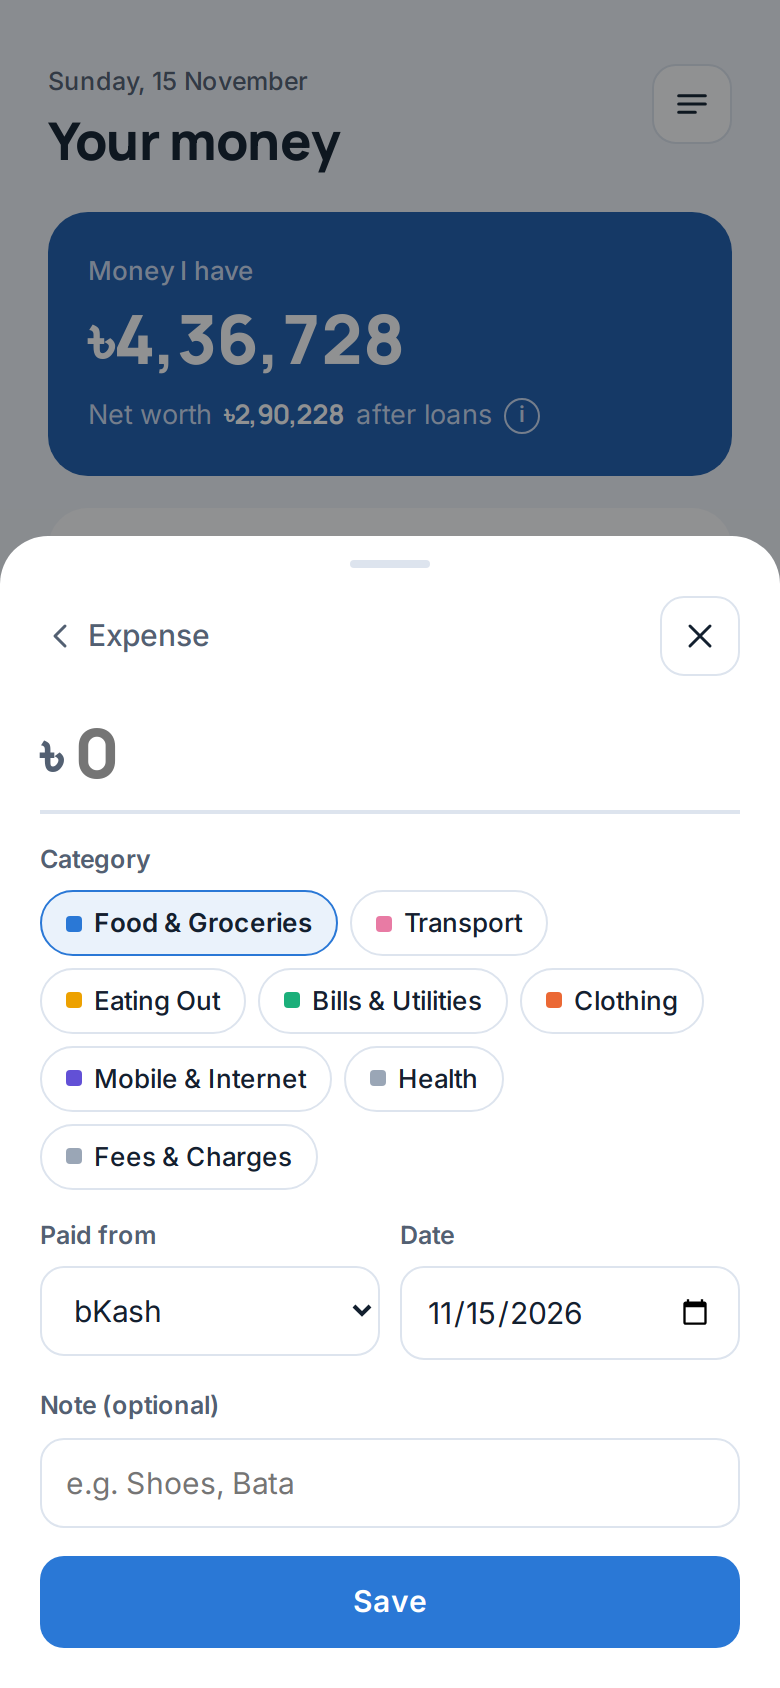 Sunday, 15 November
Your money
Money I have
৳4,36,728
Net worth ৳2,90,228 after loans i
Expense
৳ 0
Category
Food & Groceries Transport
Eating Out Bills & Utilities Clothing
Mobile & Internet Health
Fees & Charges
Paid from Date
bKash 11/15/2026
Note (optional)
e.g. Shoes, Bata
Save